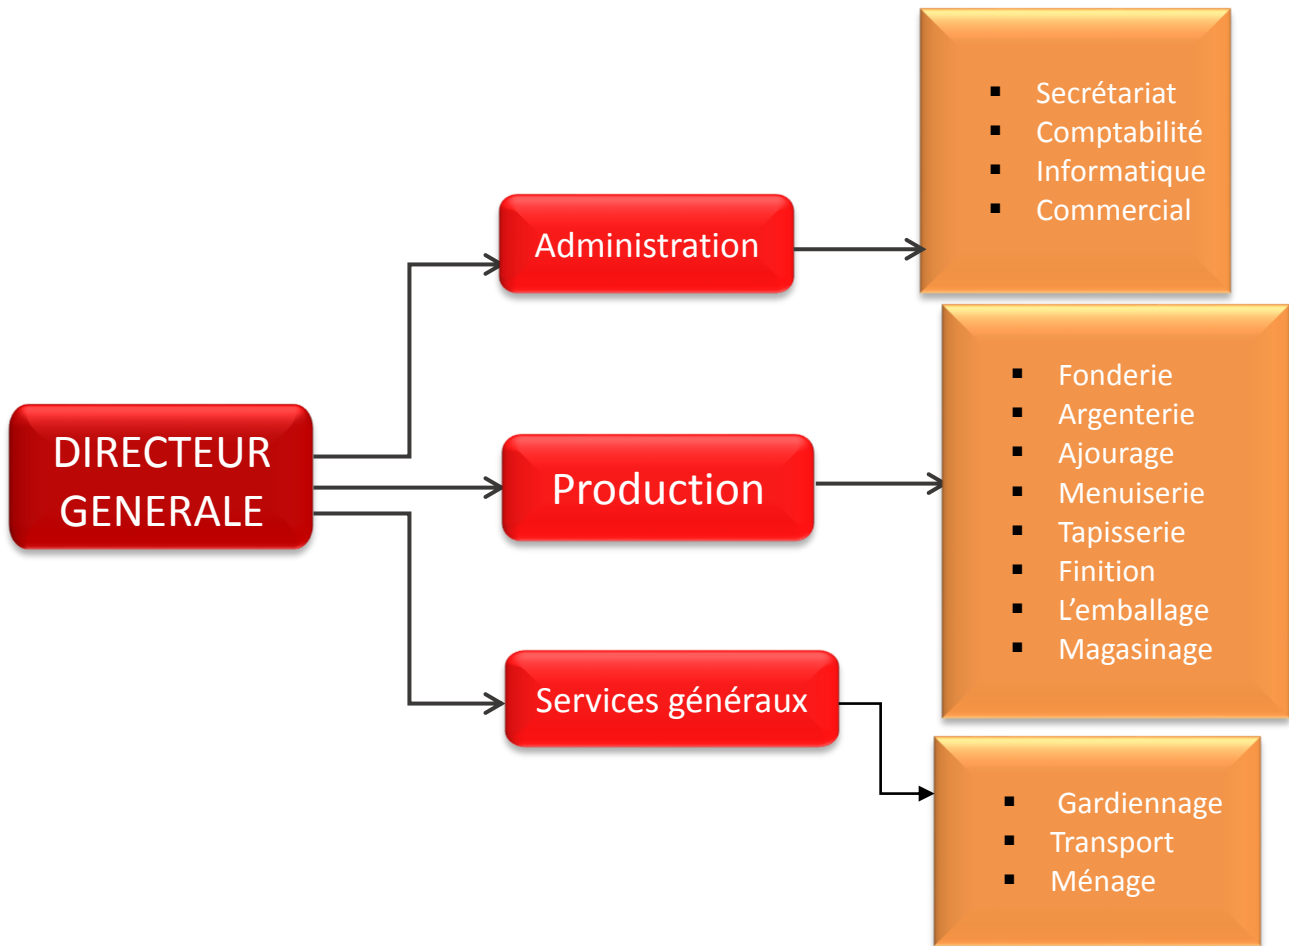 DIRECTEUR
GENERALE
Administration
Secrétariat
Comptabilité
Informatique
Commercial
Production
Fonderie
Argenterie
Ajourage
Menuiserie
Tapisserie
Finition
L’emballage
Magasinage
Services généraux
Gardiennage
Transport
Ménage